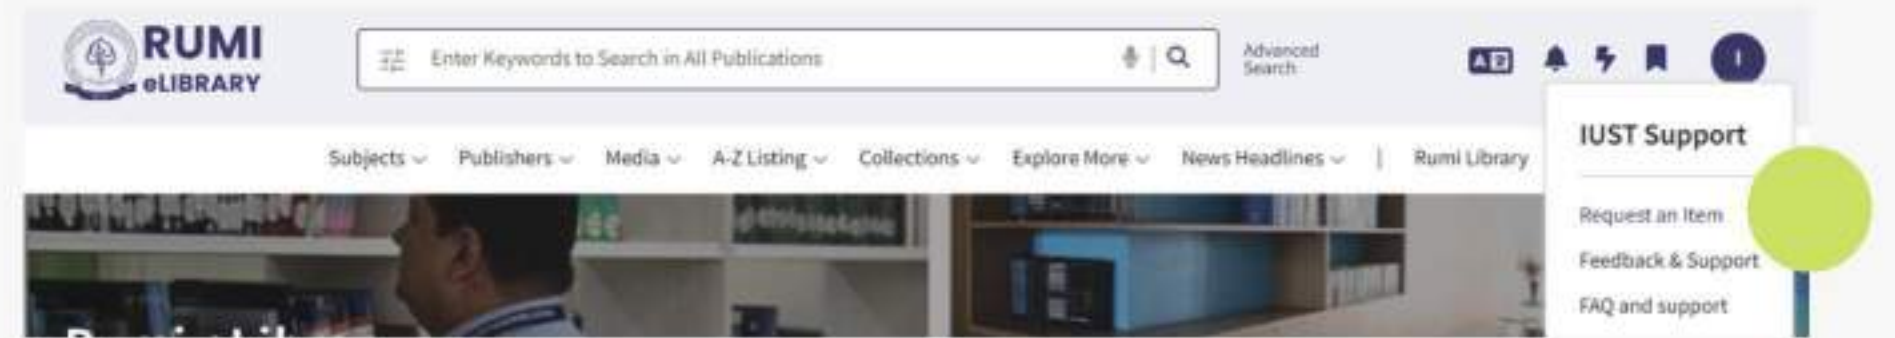 RUMI
eLIBRARY
Enter Keywords to Search in All Publications
Advanced
Search
I
Subjects
Publishers
Media
A-Z Listing
Collections
Explore More
News Headlines
|
Rumi Library
IUST Support
Request an Item
Feedback & Support
FAQ and support